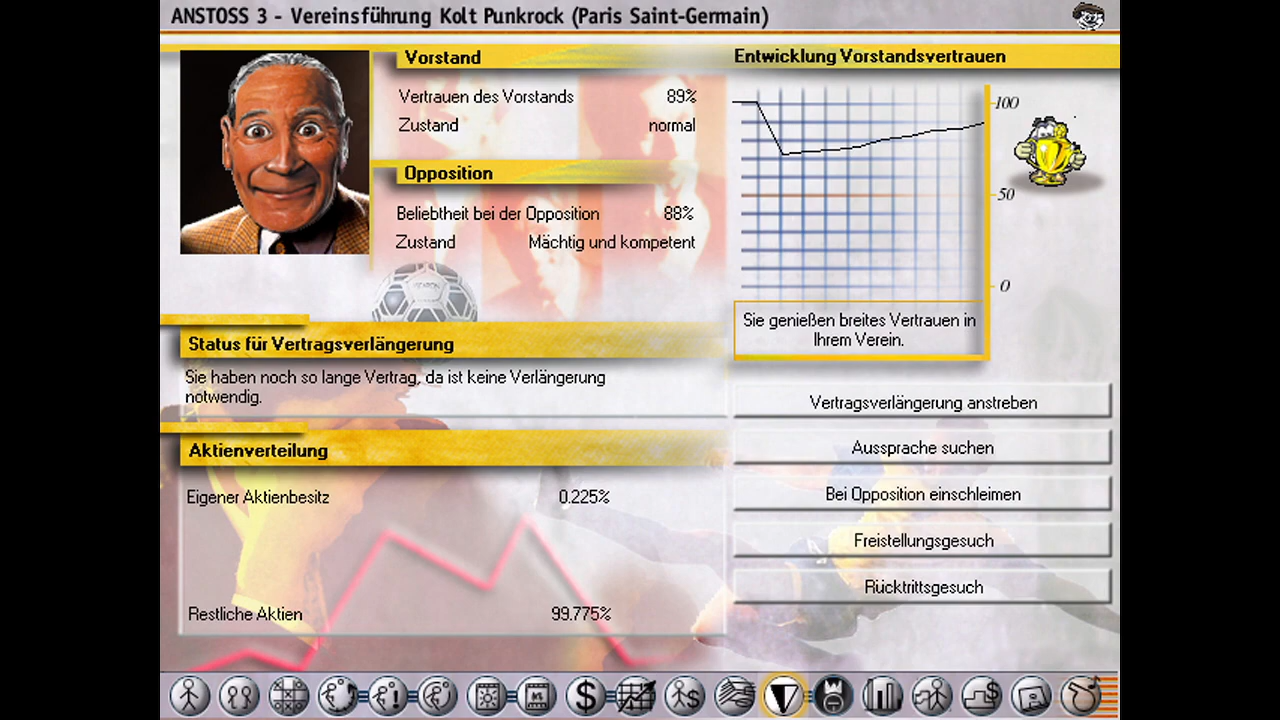 ANSTOSS 3 - Vereinsführung Kolt Punkrock (Paris Saint-Germain)
Vorstand
Vertrauen des Vorstands 89%
Zustand normal
Opposition
Beliebtheit bei der Opposition 88%
Zustand Mächtig und kompetent
Entwicklung Vorstandsvertrauen
100
50
0
Sie genießen breites Vertrauen in
Ihrem Verein.
Status für Vertragsverlängerung
Sie haben noch so lange Vertrag, da ist keine Verlängerung
notwendig.
Aktienverteilung
Eigener Aktienbesitz 0.225%
Restliche Aktien 99.775%
Vertragsverlängerung anstreben
Aussprache suchen
Bei Opposition einschleimen
Freistellungsgesuch
Rücktrittsgesuch